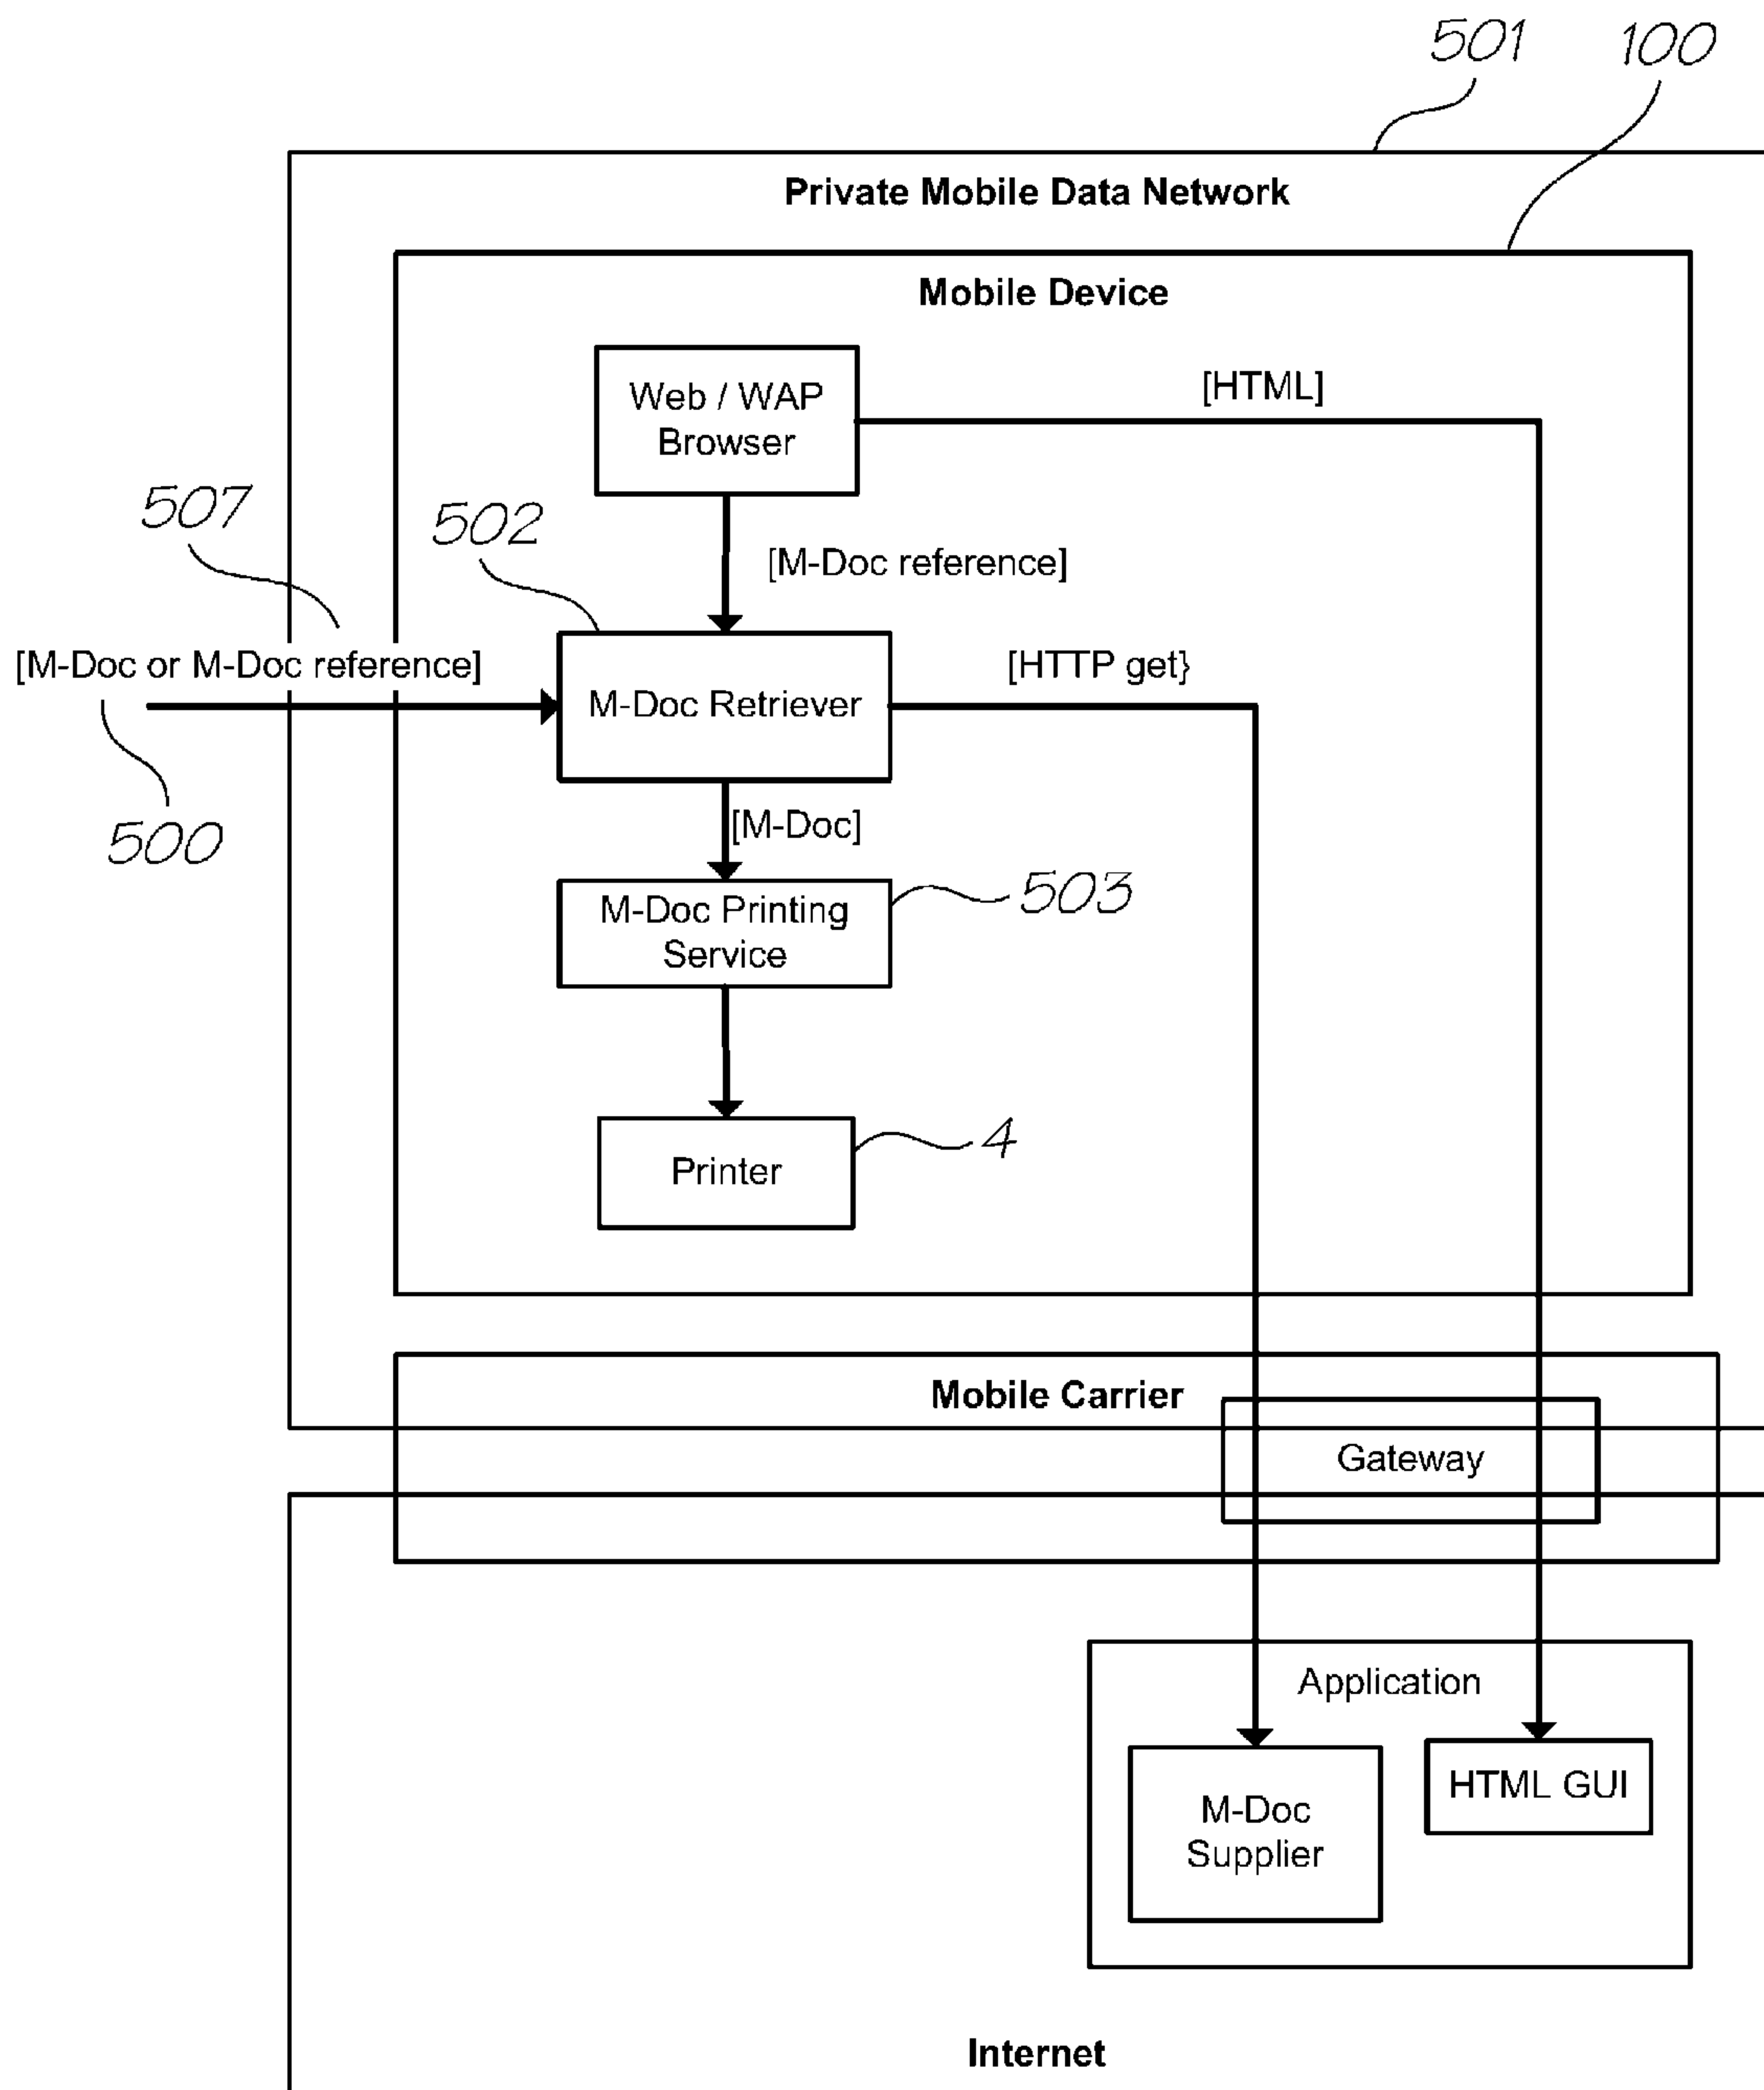 501
100
Private Mobile Data Network
Mobile Device
Web / WAP
Browser
[HTML]
507
502
[M-Doc reference]
[M-Doc or M-Doc reference]
M-Doc Retriever
[HTTP get}
500
[M-Doc]
M-Doc Printing
Service
503
Printer
4
Mobile Carrier
Gateway
Application
M-Doc
Supplier
HTML GUI
Internet